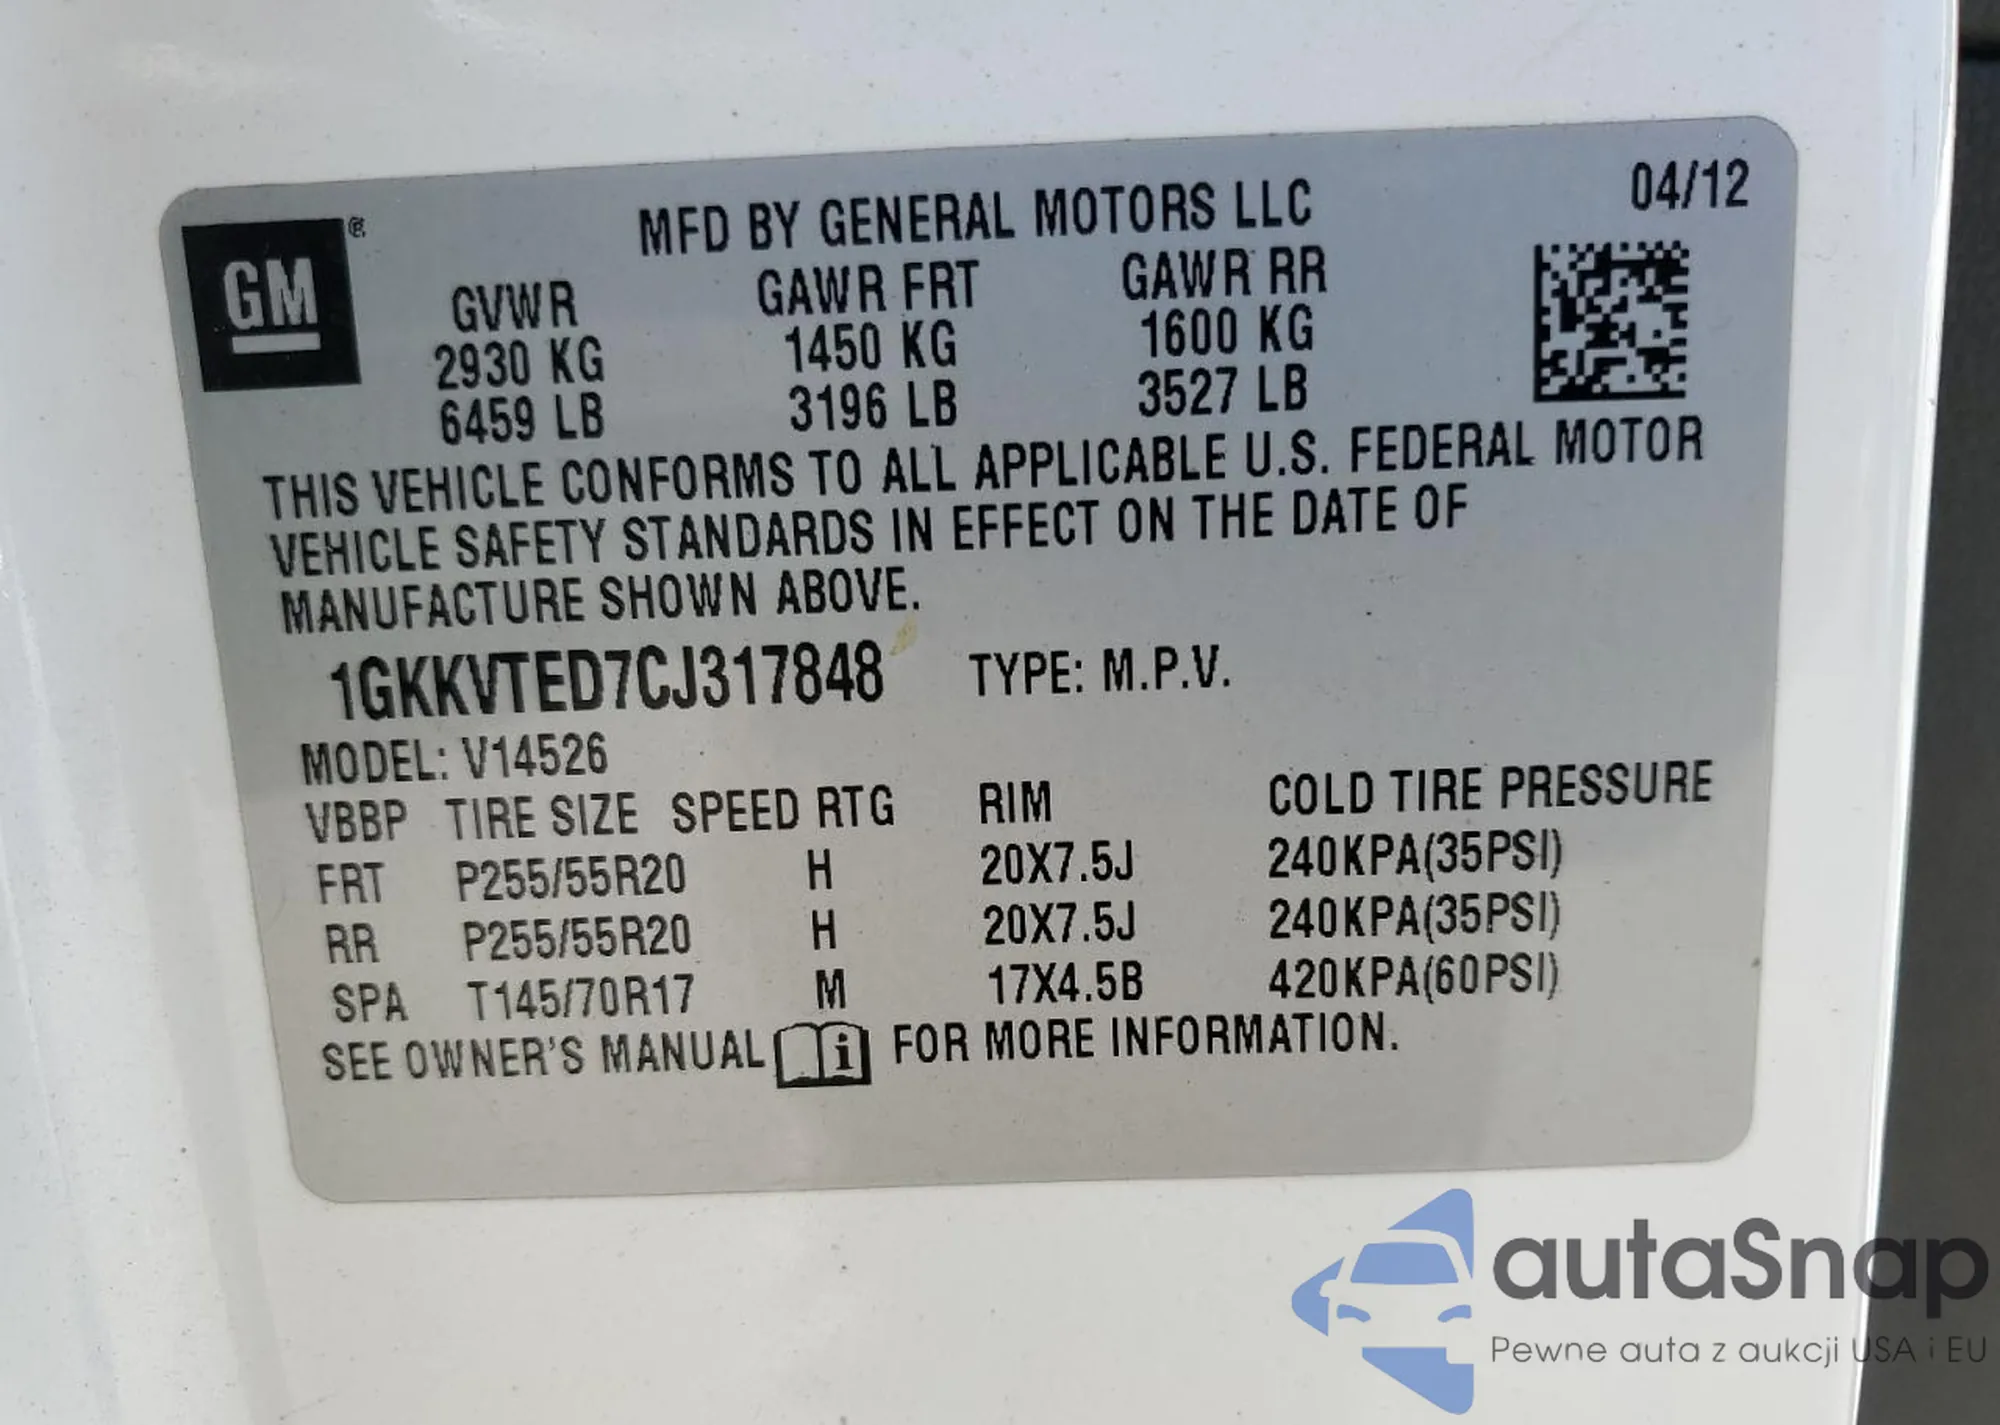 MFD BY GENERAL MOTORS LLC 04/12
GM®
GVWR GAWR FRT GAWR RR
2930 KG 1450 KG 1600 KG
6459 LB 3196 LB 3527 LB
THIS VEHICLE CONFORMS TO ALL APPLICABLE U.S. FEDERAL MOTOR
VEHICLE SAFETY STANDARDS IN EFFECT ON THE DATE OF
MANUFACTURE SHOWN ABOVE.
1GKKVTED7CJ317848 TYPE: M.P.V.
MODEL: V14526
VBBP TIRE SIZE SPEED RTG RIM COLD TIRE PRESSURE
FRT P255/55R20 H 20X7.5J 240KPA(35PSI)
RR P255/55R20 H 20X7.5J 240KPA(35PSI)
SPA T145/70R17 M 17X4.5B 420KPA(60PSI)
SEE OWNER'S MANUAL i FOR MORE INFORMATION.
autaSnap
Pewne auta z aukcji USA i EU